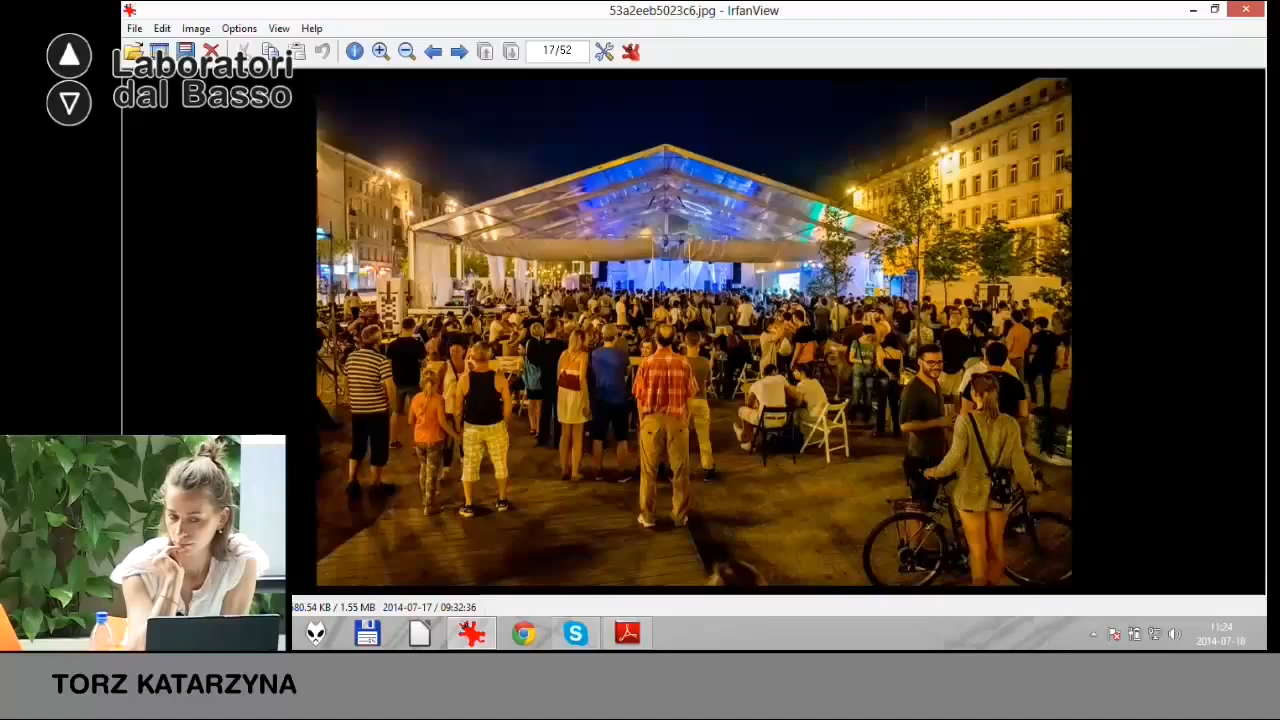 53a2eeb5023c6.jpg - IrfanView
File Edit Image Options View Help
17/52
Laboratori
dal Basso
680.54 KB / 1.55 MB 2014-07-17 / 09:32:36
11:24
2014-07-18
TORZ KATARZYNA